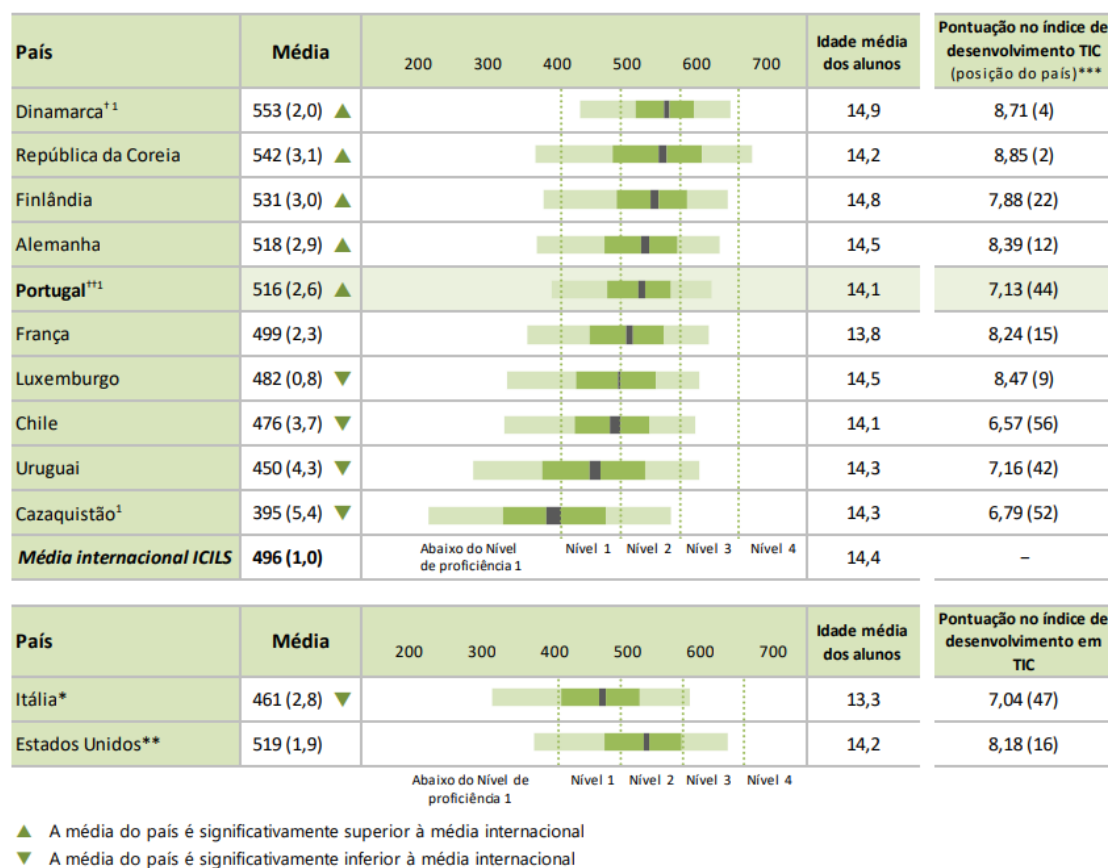 País Média 200 300 400 500 600 700 Idade média dos alunos Pontuação no índice de desenvolvimento TIC (posição do país)***
Dinamarca†1 553 (2,0) ▲ 14,9 8,71 (4)
República da Coreia 542 (3,1) ▲ 14,2 8,85 (2)
Finlândia 531 (3,0) ▲ 14,8 7,88 (22)
Alemanha 518 (2,9) ▲ 14,5 8,39 (12)
Portugal††1 516 (2,6) ▲ 14,1 7,13 (44)
França 499 (2,3) 13,8 8,24 (15)
Luxemburgo 482 (0,8) ▼ 14,5 8,47 (9)
Chile 476 (3,7) ▼ 14,1 6,57 (56)
Uruguai 450 (4,3) ▼ 14,3 7,16 (42)
Cazaquistão1 395 (5,4) ▼ 14,3 6,79 (52)
Média internacional ICILS 496 (1,0) Abaixo do Nível de proficiência 1 Nível 1 Nível 2 Nível 3 Nível 4 14,4 –
País Média 200 300 400 500 600 700 Idade média dos alunos Pontuação no índice de desenvolvimento em TIC
Itália* 461 (2,8) ▼ 13,3 7,04 (47)
Estados Unidos** 519 (1,9) 14,2 8,18 (16)
Abaixo do Nível de proficiência 1 Nível 1 Nível 2 Nível 3 Nível 4
▲ A média do país é significativamente superior à média internacional
▼ A média do país é significativamente inferior à média internacional